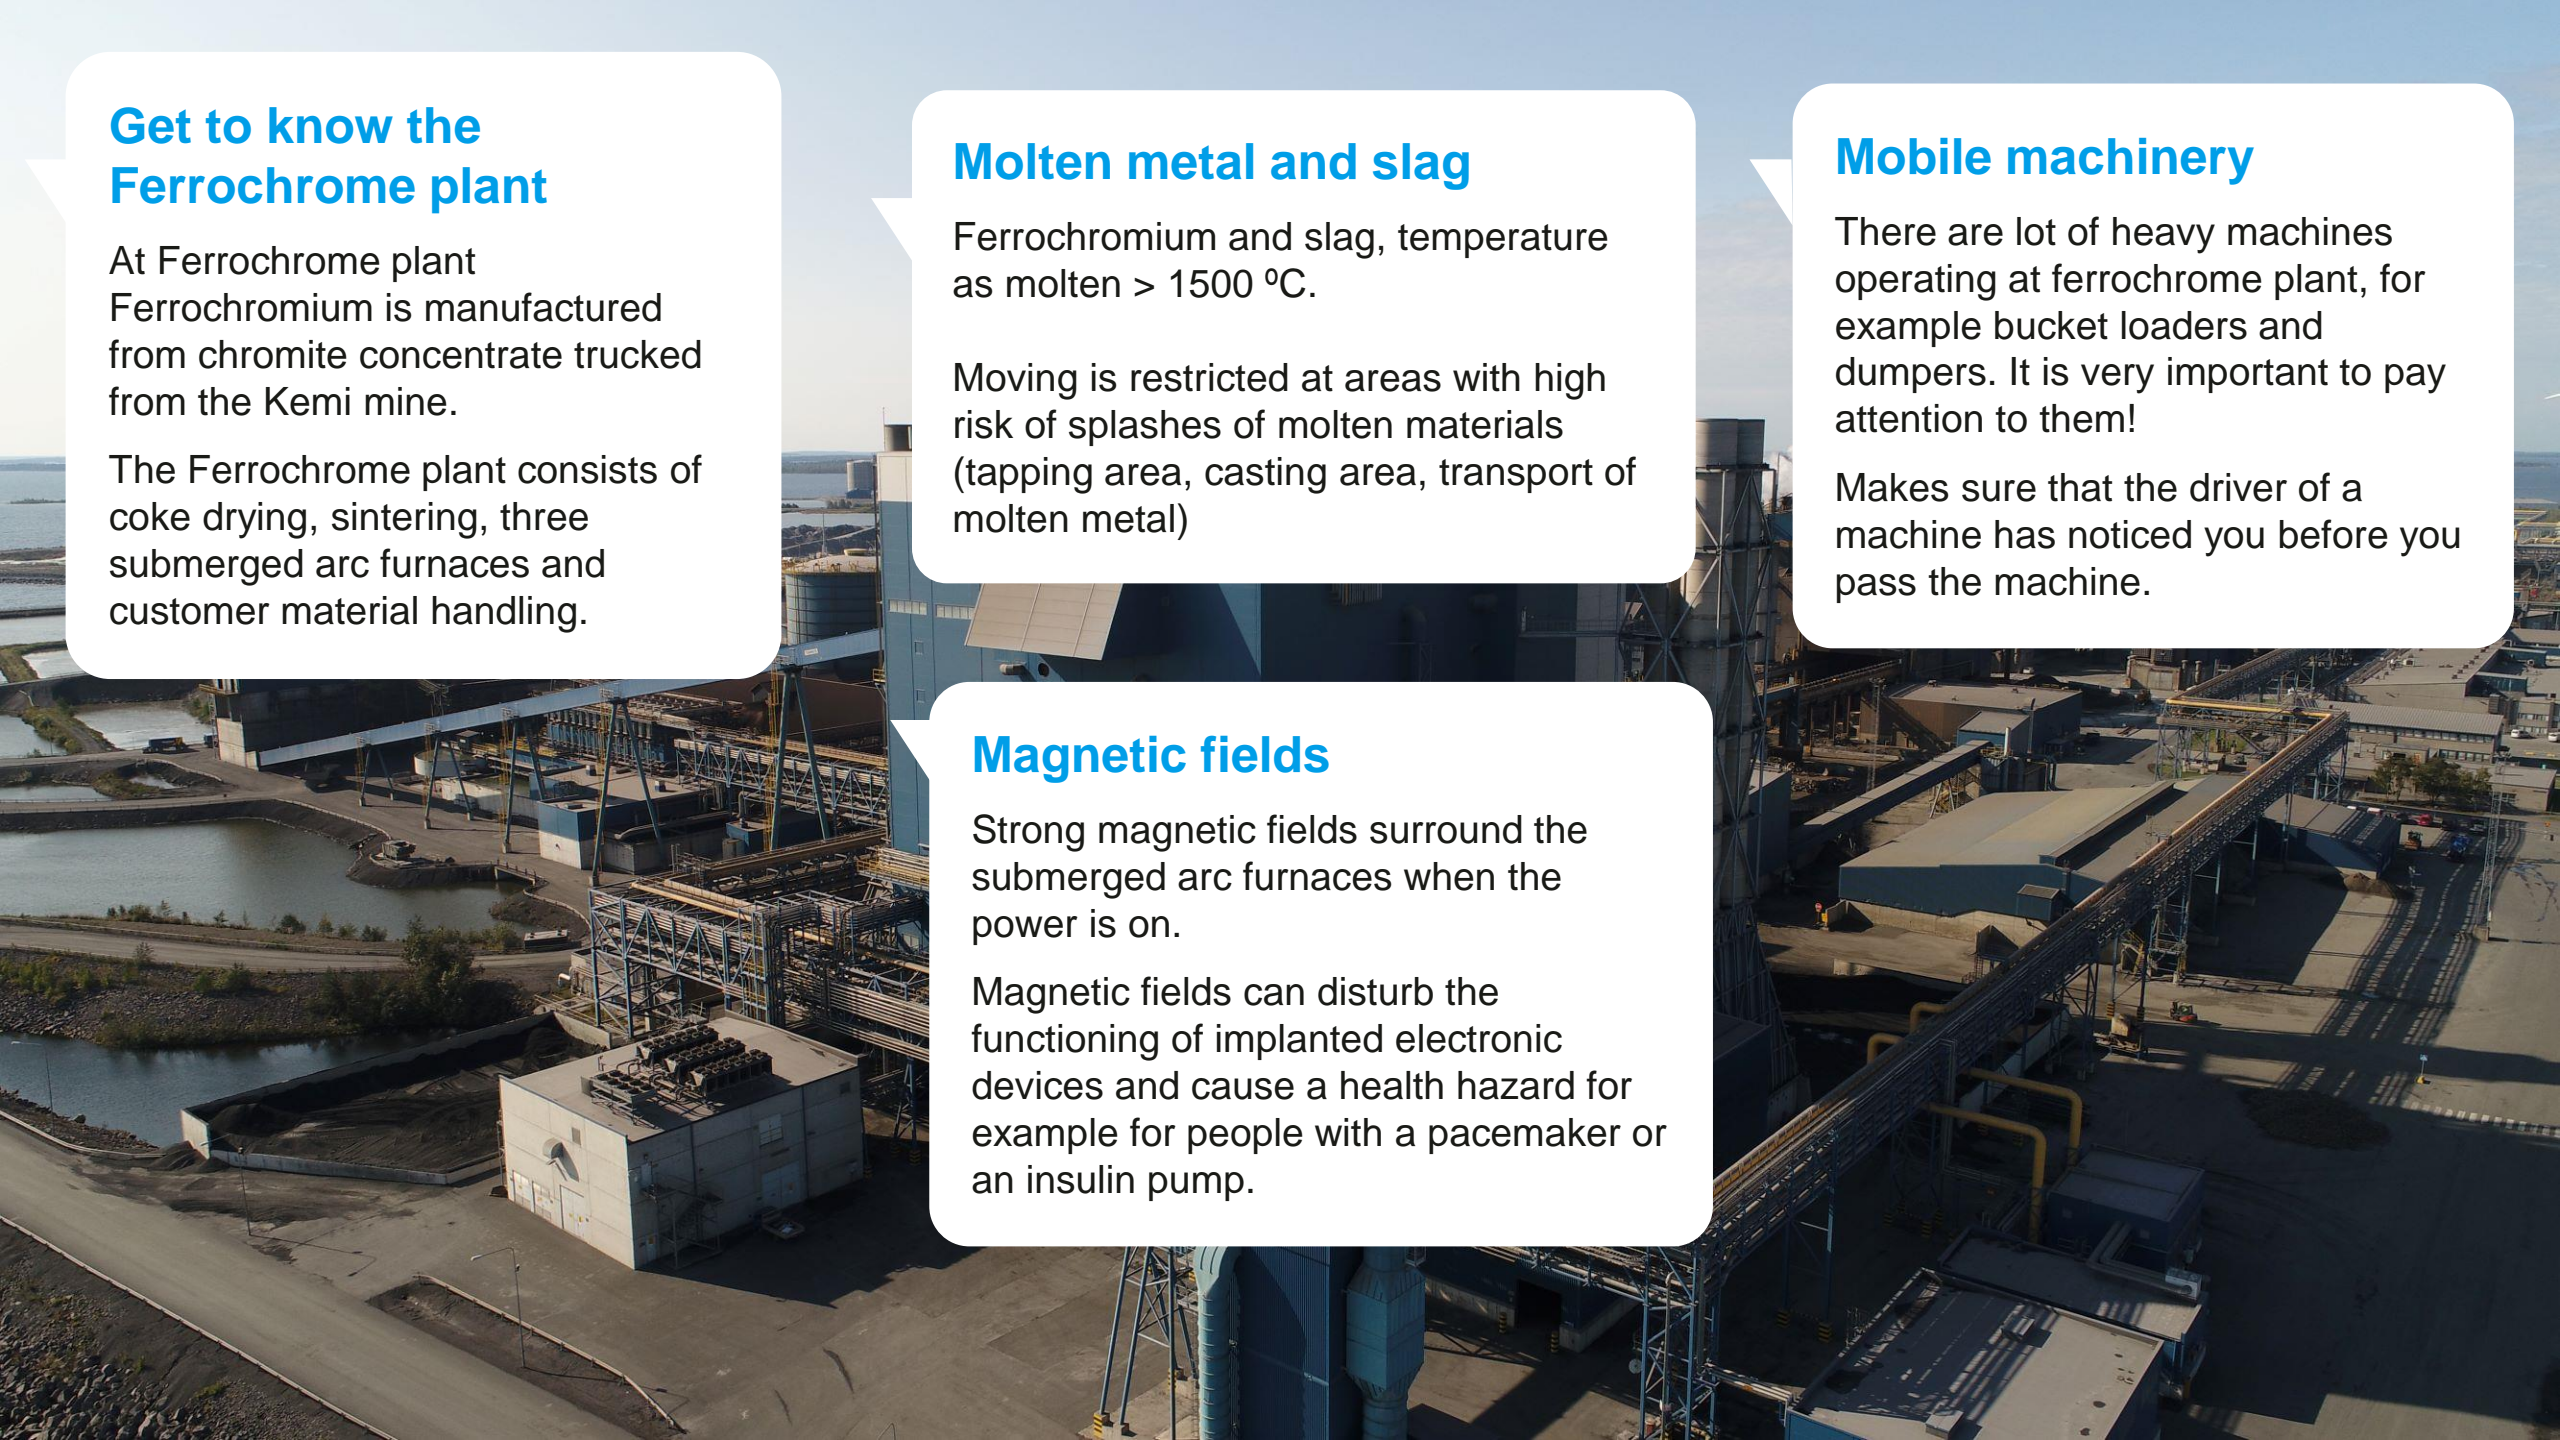 Get to know the
Ferrochrome plant
At Ferrochrome plant
Ferrochromium is manufactured
from chromite concentrate trucked
from the Kemi mine.
The Ferrochrome plant consists of
coke drying, sintering, three
submerged arc furnaces and
customer material handling.
Molten metal and slag
Ferrochromium and slag, temperature
as molten > 1500 ºC.
Moving is restricted at areas with high
risk of splashes of molten materials
(tapping area, casting area, transport of
molten metal)
Magnetic fields
Strong magnetic fields surround the
submerged arc furnaces when the
power is on.
Magnetic fields can disturb the
functioning of implanted electronic
devices and cause a health hazard for
example for people with a pacemaker or
an insulin pump.
Mobile machinery
There are lot of heavy machines
operating at ferrochrome plant, for
example bucket loaders and
dumpers. It is very important to pay
attention to them!
Makes sure that the driver of a
machine has noticed you before you
pass the machine.